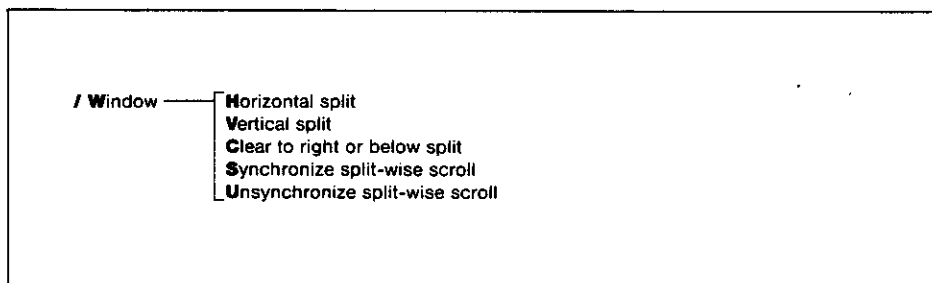 / Window
Horizontal split
Vertical split
Clear to right or below split
Synchronize split-wise scroll
Unsynchronize split-wise scroll